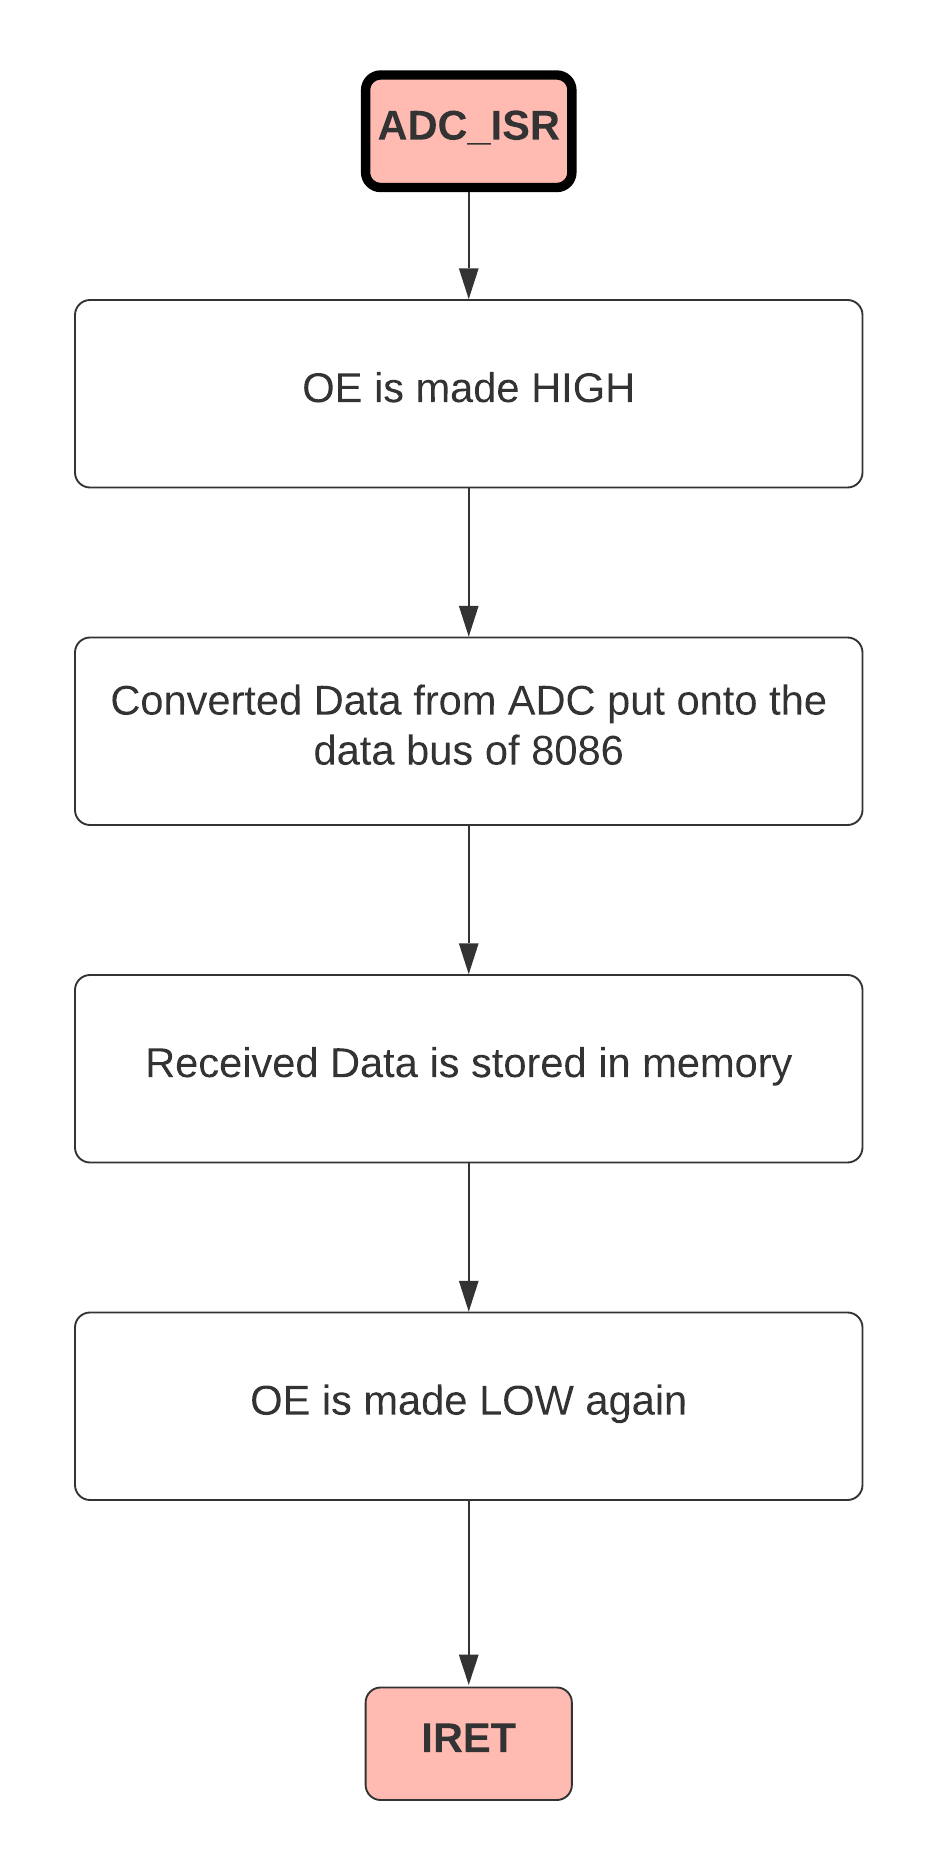 ADC_ISR
OE is made HIGH
Converted Data from ADC put onto the
data bus of 8086
Received Data is stored in memory
OE is made LOW again
IRET